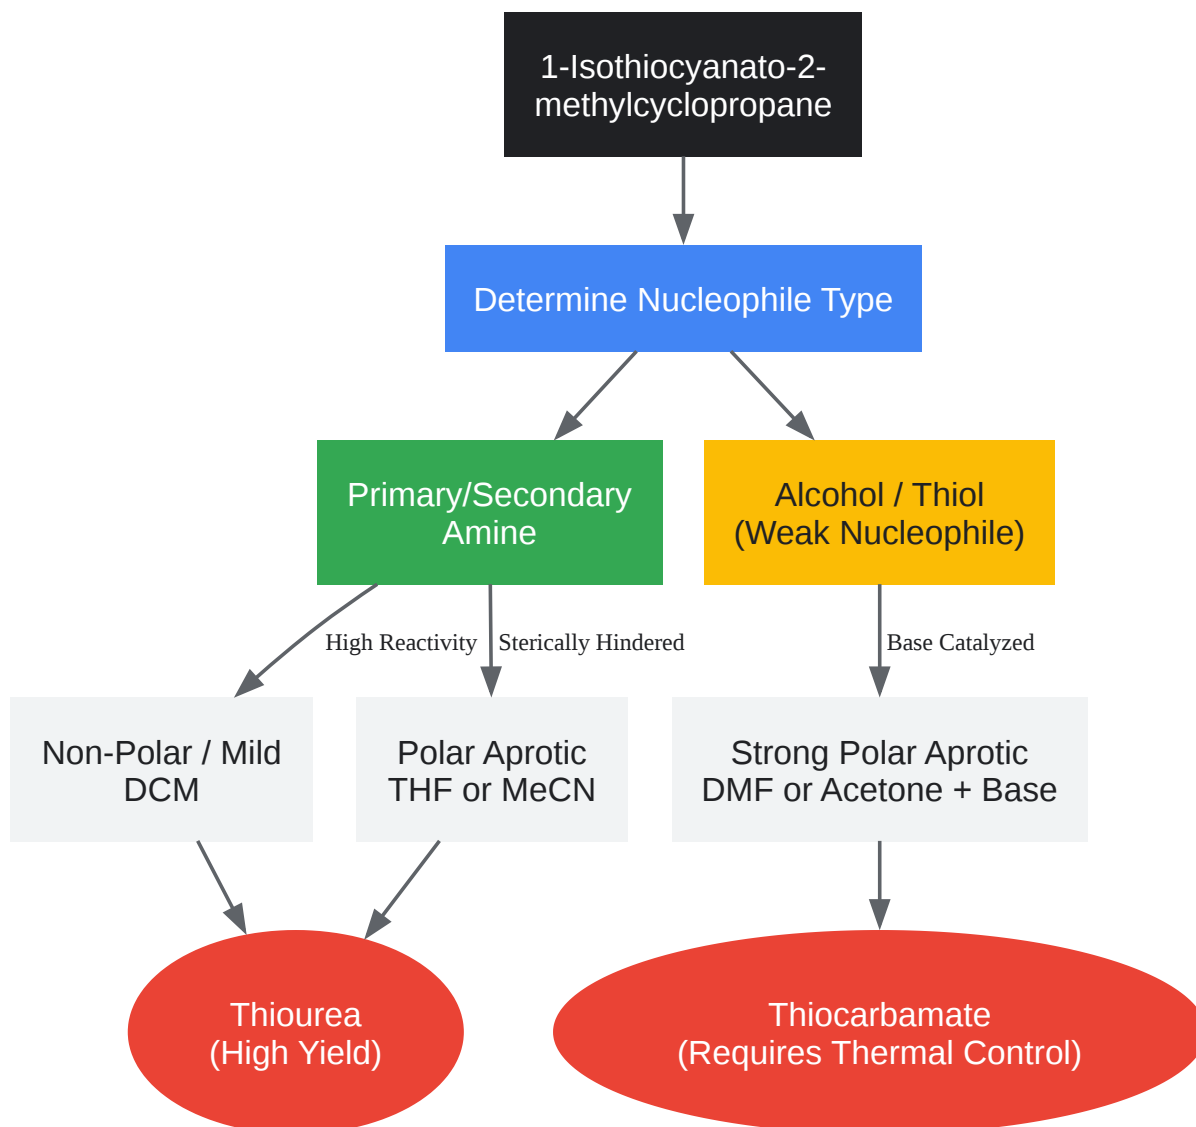 1-Isothiocyanato-2-
methylcyclopropane
Determine Nucleophile Type
Primary/Secondary
Amine
Alcohol / Thiol
(Weak Nucleophile)
High Reactivity
Sterically Hindered
Base Catalyzed
Non-Polar / Mild
DCM
Polar Aprotic
THF or MeCN
Strong Polar Aprotic
DMF or Acetone + Base
Thiourea
(High Yield)
Thiocarbamate
(Requires Thermal Control)